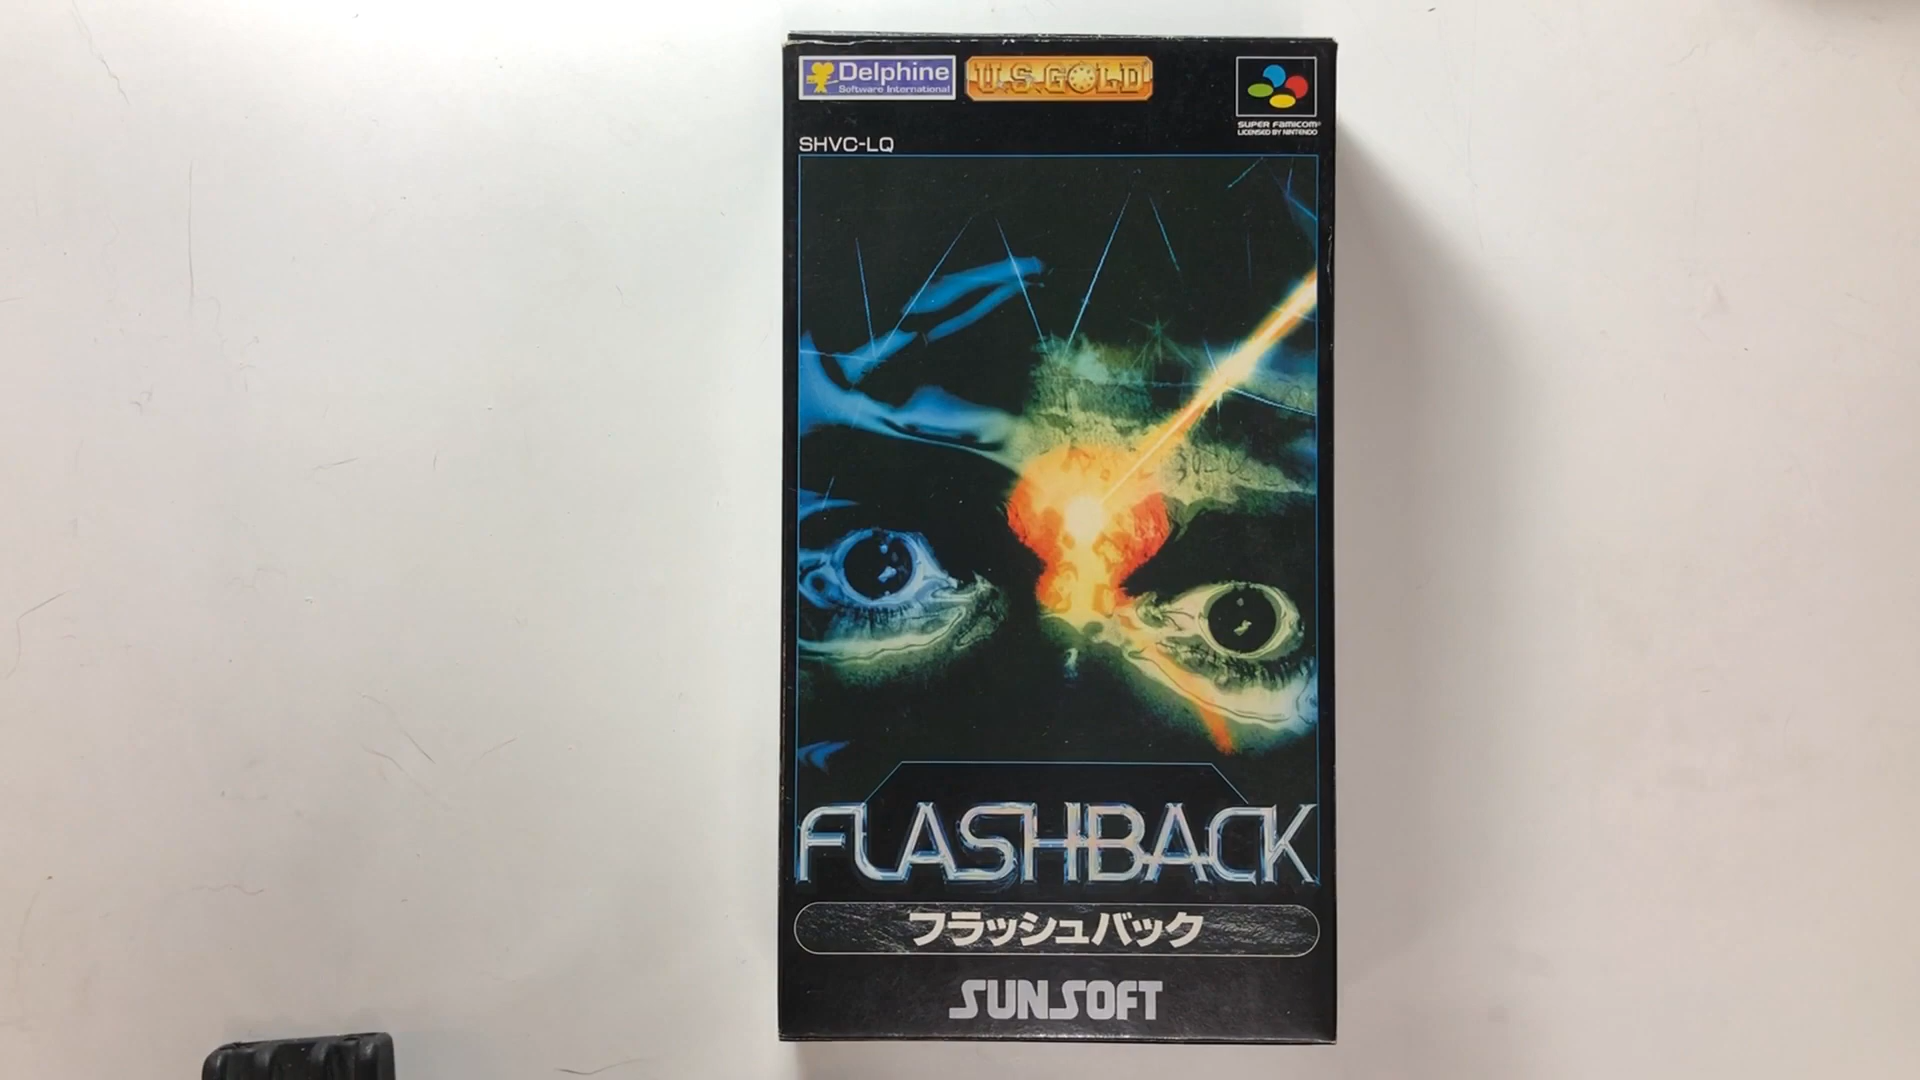 Delphine
Software International
U.S. GOLD
SUPER FAMICOM®
LICENSED BY NINTENDO
SHVC-LQ
FLASHBACK
フラッシュバック
SUNSOFT